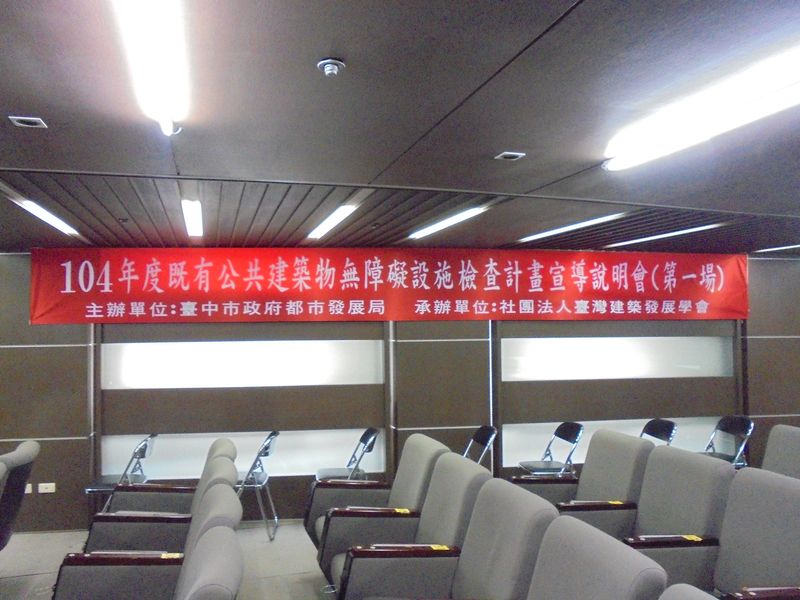 104年度既有公共建築物無障礙設施檢查計畫宣導說明會(第一場)
主辦單位:臺中市政府都市發展局 承辦單位:社團法人臺灣建築發展學會